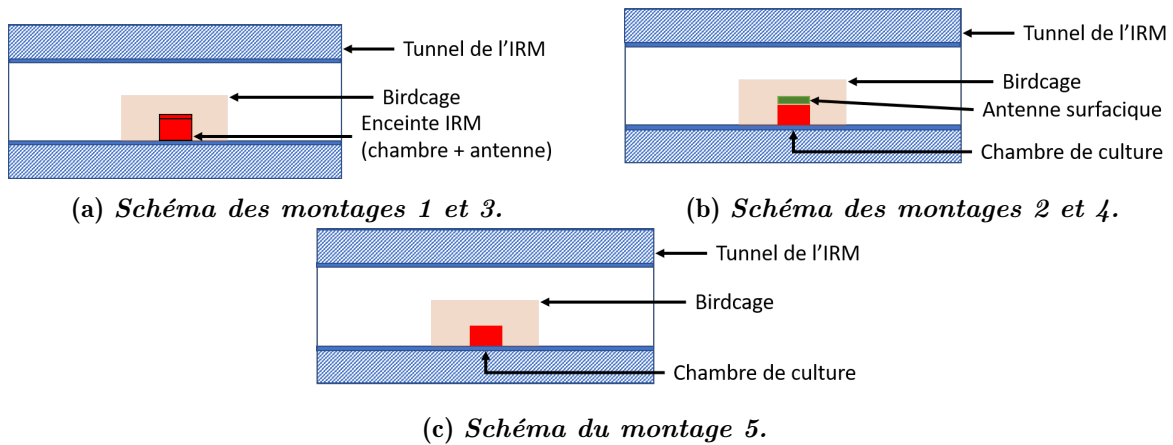 Tunnel de l'IRM
Birdcage
Enceinte IRM
(chambre + antenne)
(a) Schéma des montages 1 et 3.
Tunnel de l'IRM
Birdcage
Antenne surfacique
Chambre de culture
(b) Schéma des montages 2 et 4.
Tunnel de l'IRM
Birdcage
Chambre de culture
(c) Schéma du montage 5.